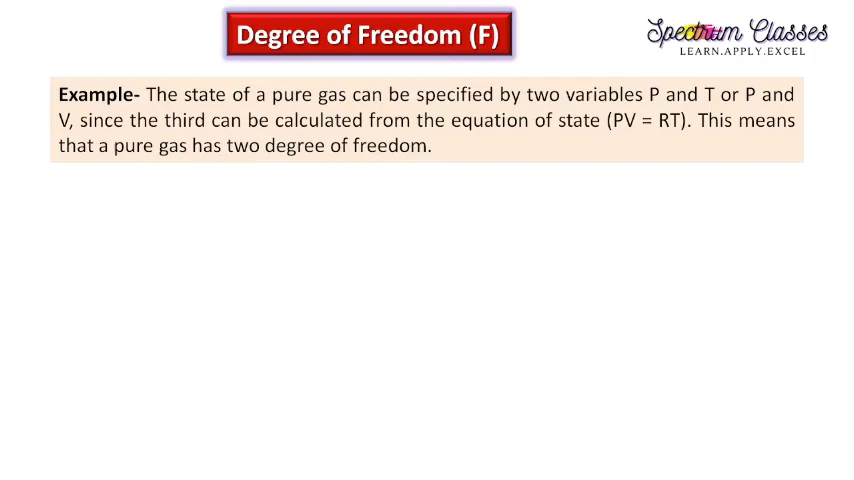 Degree of Freedom (F)
Spectrum Classes
LEARN.APPLY.EXCEL
Example- The state of a pure gas can be specified by two variables P and T or P and
V, since the third can be calculated from the equation of state (PV = RT). This means
that a pure gas has two degree of freedom.